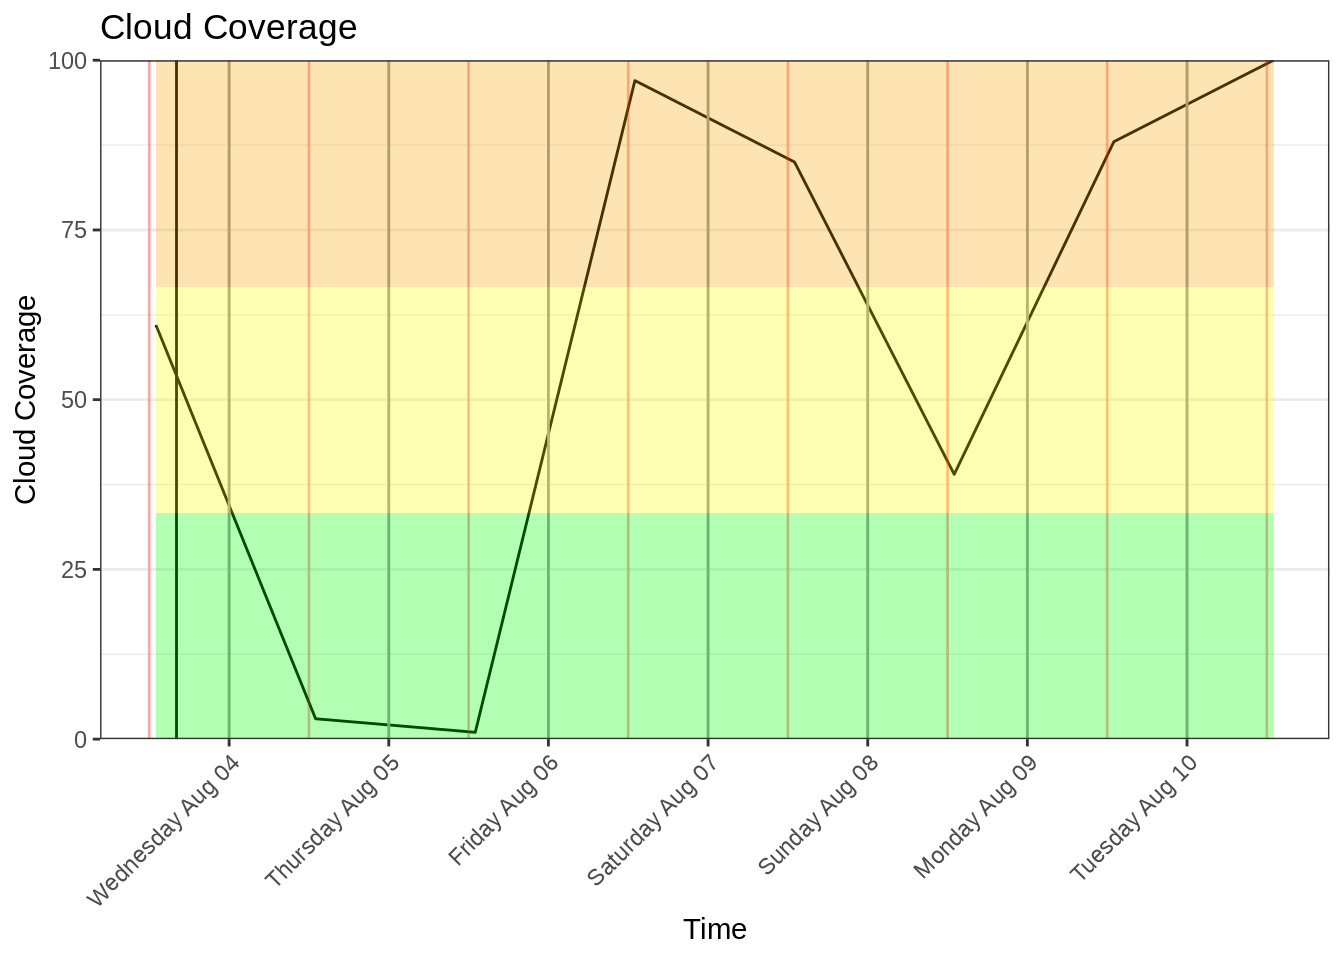 Cloud Coverage
100
75
50
25
0
Cloud Coverage
Wednesday Aug 04
Thursday Aug 05
Friday Aug 06
Saturday Aug 07
Sunday Aug 08
Monday Aug 09
Tuesday Aug 10
Time